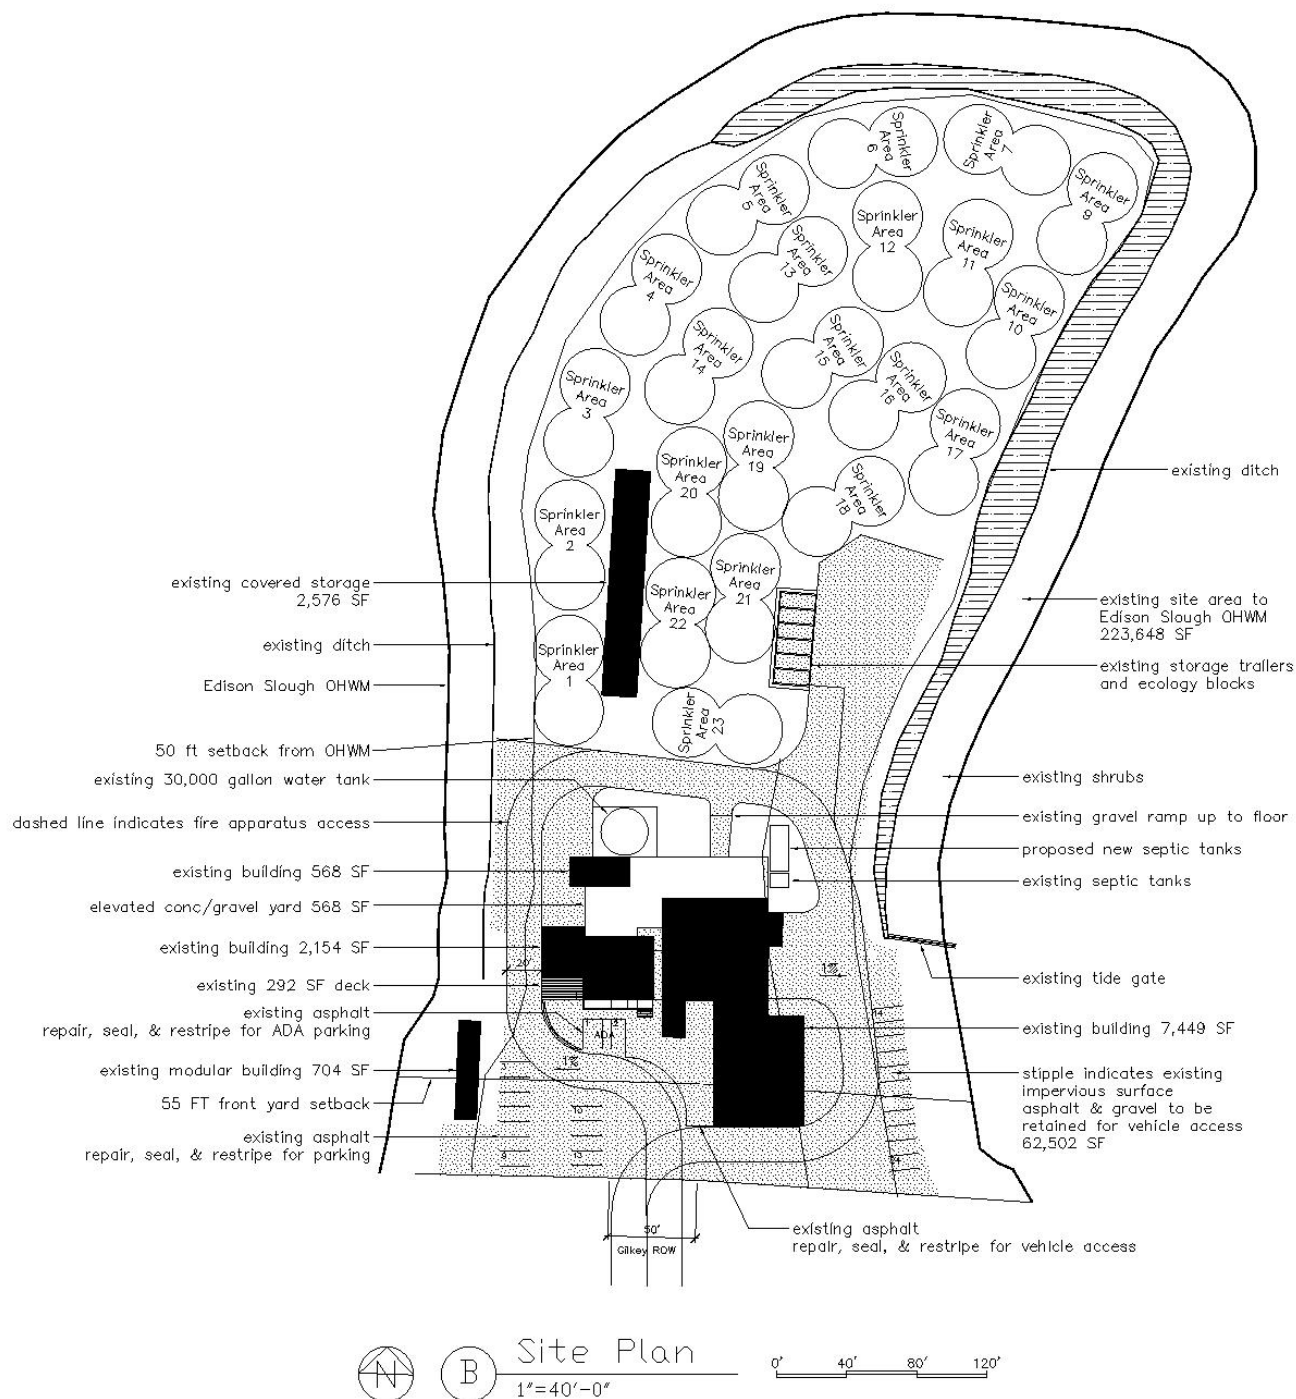 Sprinkler
Area
6
Sprinkler
Area
7
Sprinkler
Area
5
Sprinkler
Area
9
Sprinkler
Area
12
Sprinkler
Area
11
Sprinkler
Area
13
Sprinkler
Area
4
Sprinkler
Area
10
Sprinkler
Area
14
Sprinkler
Area
15
Sprinkler
Area
16
Sprinkler
Area
3
Sprinkler
Area
17
Sprinkler
Area
19
Sprinkler
Area
20
Sprinkler
Area
18
Sprinkler
Area
2
Sprinkler
Area
21
Sprinkler
Area
22
Sprinkler
Area
1
Sprinkler
Area
23
existing covered storage
2,576 SF
existing ditch
Edison Slough OHWM
50 ft setback from OHWM
existing 30,000 gallon water tank
dashed line indicates fire apparatus access
existing building 568 SF
elevated conc/gravel yard 568 SF
existing building 2,154 SF
existing 292 SF deck
existing asphalt
repair, seal, & restripe for ADA parking
existing modular building 704 SF
55 FT front yard setback
existing asphalt
repair, seal, & restripe for parking
existing ditch
existing site area to
Edison Slough OHWM
223,648 SF
existing storage trailers
and ecology blocks
existing shrubs
existing gravel ramp up to floor
proposed new septic tanks
existing septic tanks
existing tide gate
existing building 7,449 SF
stipple indicates existing
impervious surface
asphalt & gravel to be
retained for vehicle access
62,502 SF
existing asphalt
repair, seal, & restripe for vehicle access
20'
1%
14
ADA
2
1%
10
13
50'
Gilkey ROW
N
B
Site Plan
1"=40'-0"
0'
40'
80'
120'